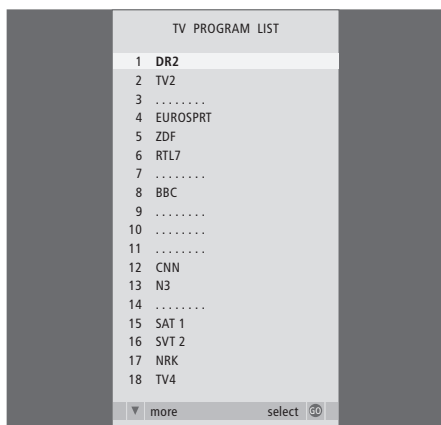 TV PROGRAM LIST
1 DR2
2 TV2
3 ........
4 EUROSPRT
5 ZDF
6 RTL7
7 ........
8 BBC
9 ........
10 ........
11 ........
12 CNN
13 N3
14 ........
15 SAT 1
16 SVT 2
17 NRK
18 TV4
▼ more select GO